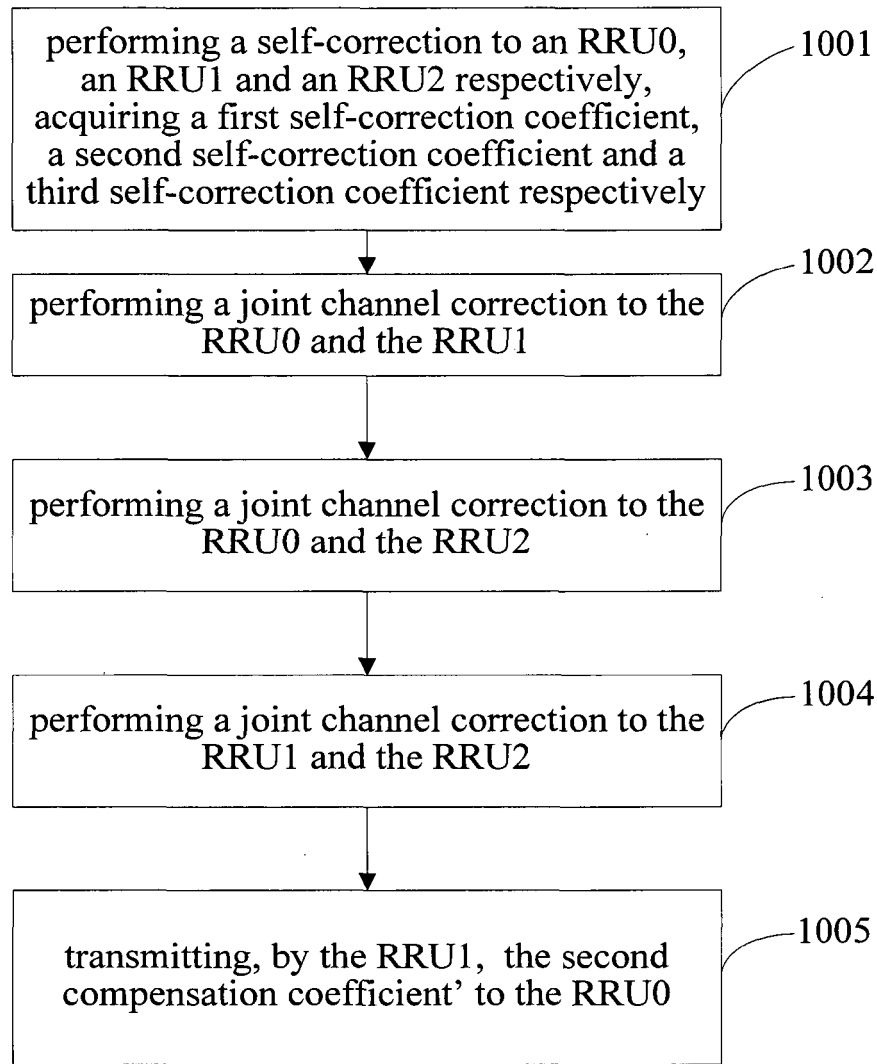 performing a self-correction to an RRU0,
an RRU1 and an RRU2 respectively,
acquiring a first self-correction coefficient,
a second self-correction coefficient and a
third self-correction coefficient respectively
1001
performing a joint channel correction to the
RRU0 and the RRU1
1002
performing a joint channel correction to the
RRU0 and the RRU2
1003
performing a joint channel correction to the
RRU1 and the RRU2
1004
transmitting, by the RRU1, the second
compensation coefficient’ to the RRU0
1005